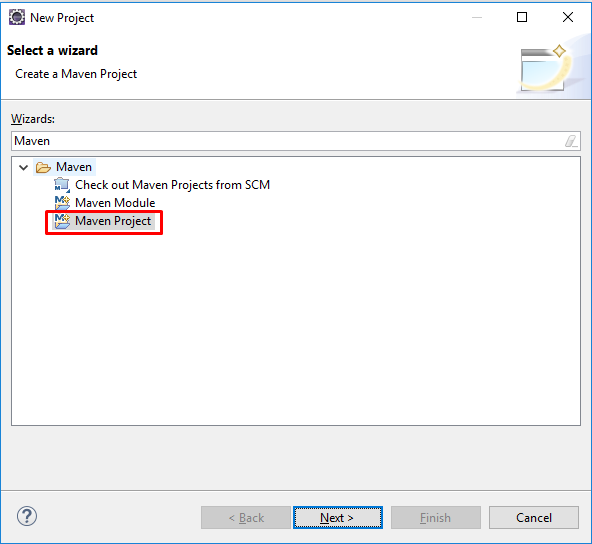 New Project
Select a wizard
Create a Maven Project
Wizards:
Maven
Maven
Check out Maven Projects from SCM
Maven Module
Maven Project
< Back Next > Finish Cancel